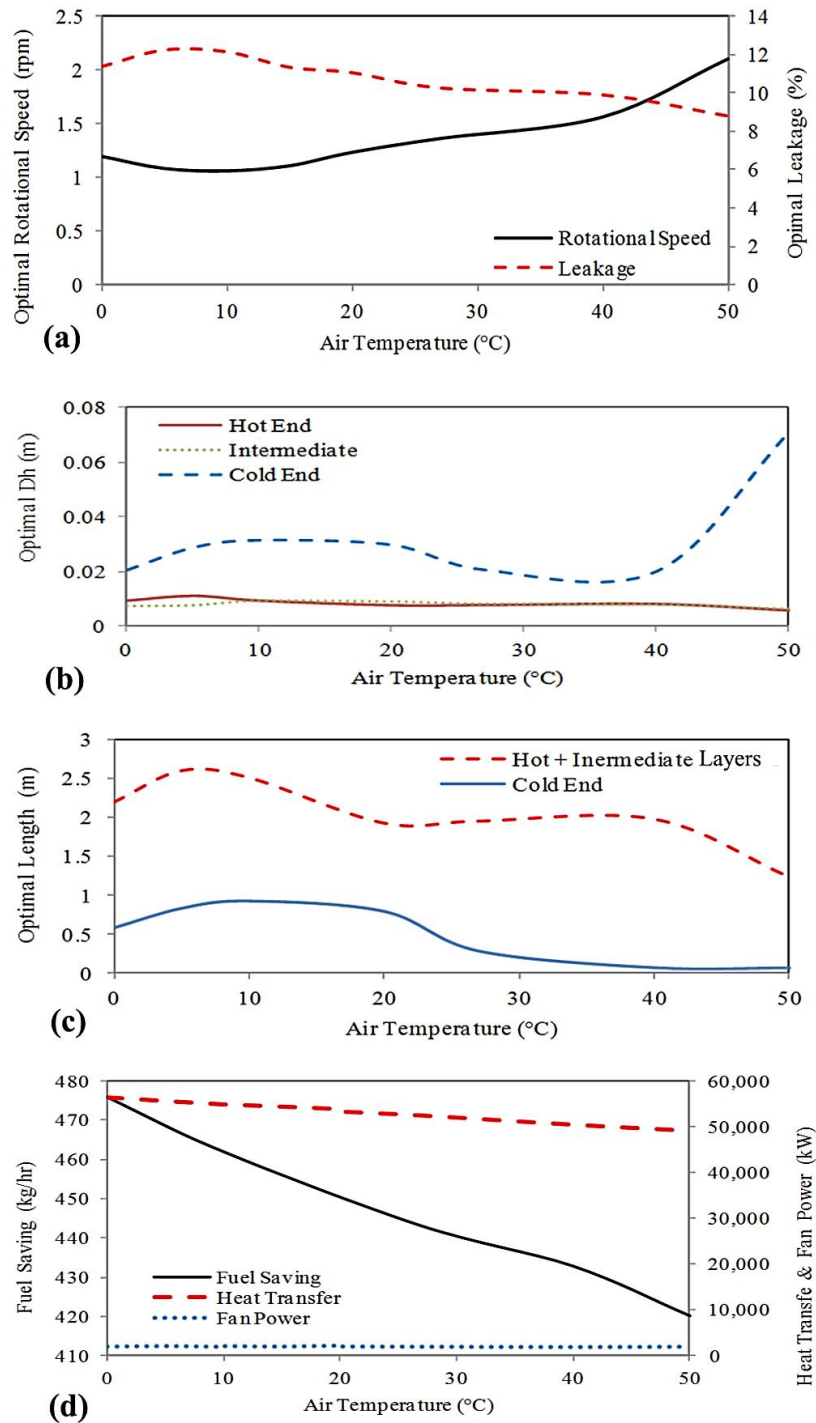 2.5
2
1.5
1
0.5
0
Optimal Rotational Speed (rpm)
14
12
10
8
6
4
2
0
Opimal Leakage (%)
Rotational Speed
Leakage
0 10 20 30 40 50
Air Temperature (°C)
(a)
0.08
0.06
0.04
0.02
0
Optimal Dh (m)
Hot End
Intermediate
Cold End
0 10 20 30 40 50
Air Temperature (°C)
(b)
3
2.5
2
1.5
1
0.5
0
Optimal Length (m)
Hot + Inermediate Layers
Cold End
0 10 20 30 40 50
Air Temperature (°C)
(c)
480
470
460
450
440
430
420
410
Fuel Saving (kg/hr)
60,000
50,000
40,000
30,000
20,000
10,000
0
Heat Transfe & Fan Power (kW)
Fuel Saving
Heat Transfer
Fan Power
0 10 20 30 40 50
Air Temperature (°C)
(d)